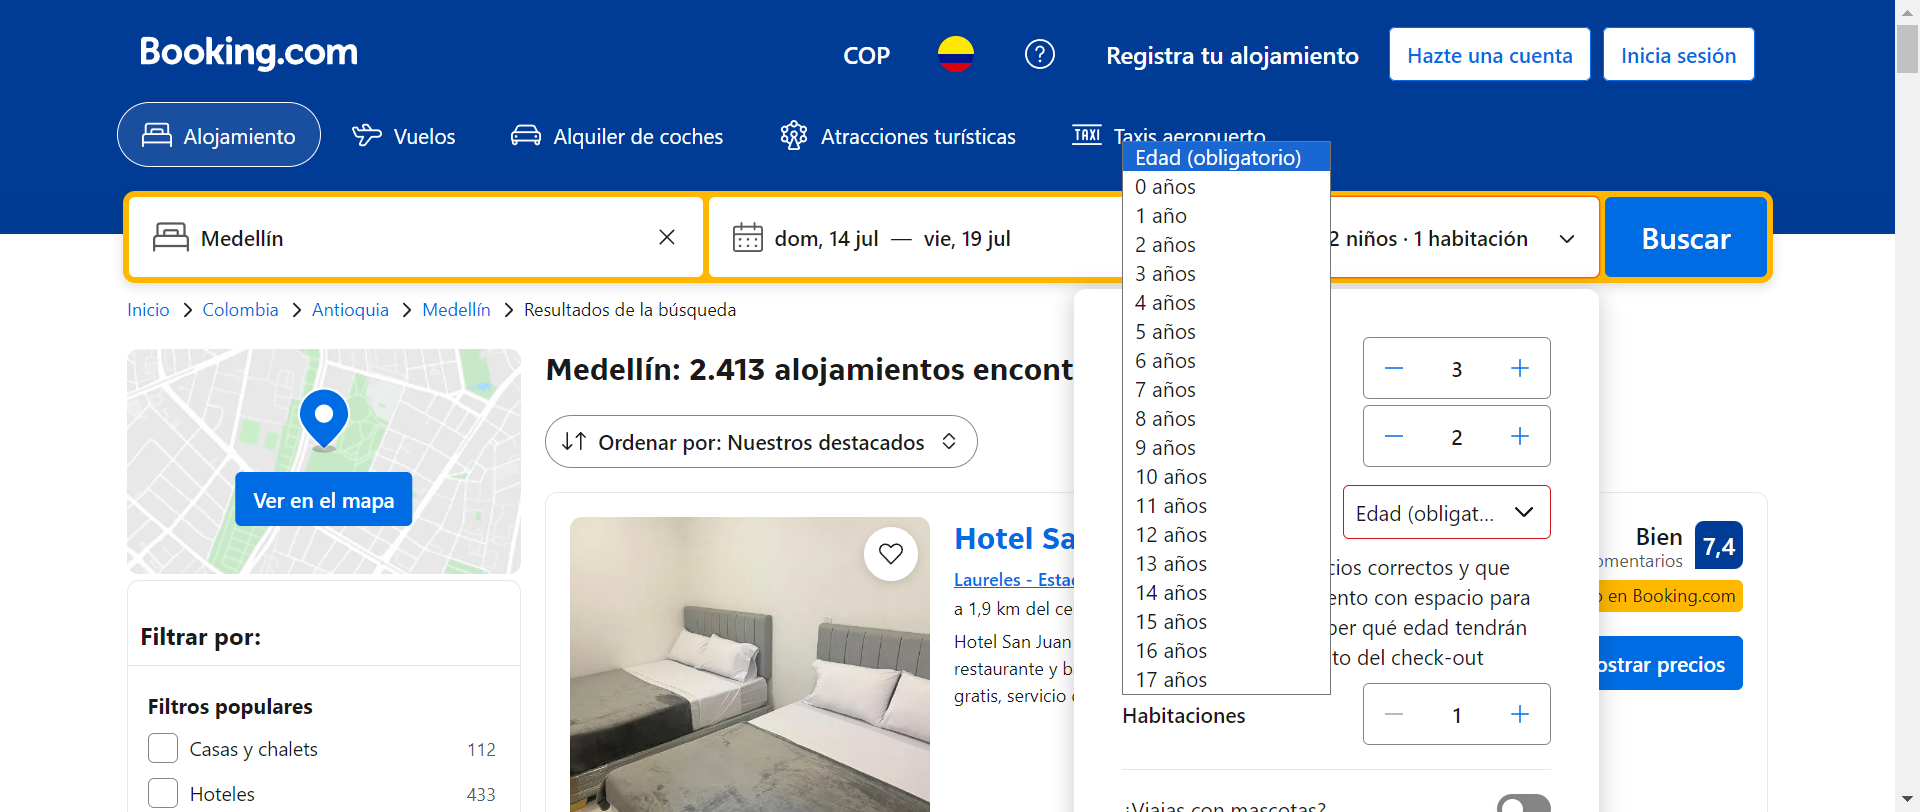 Booking.com
COP
Registra tu alojamiento
Hazte una cuenta
Inicia sesión
Alojamiento
Vuelos
Alquiler de coches
Atracciones turísticas
TAXI
Taxis aeropuerto
Medellín
dom, 14 jul — vie, 19 jul
2 niños · 1 habitación
Buscar
Edad (obligatorio)
0 años
1 año
2 años
3 años
4 años
5 años
6 años
7 años
8 años
9 años
10 años
11 años
12 años
13 años
14 años
15 años
16 años
17 años
Inicio
Colombia
Antioquia
Medellín
Resultados de la búsqueda
Ver en el mapa
Medellín: 2.413 alojamientos encont
Ordenar por: Nuestros destacados
3
2
Edad (obligat...
cios correctos y que
ento con espacio para
ber qué edad tendrán
to del check-out
Habitaciones
1
¿Viajas con mascotas?
Hotel Sa
Laureles - Esta
a 1,9 km del ce
Hotel San Juan
restaurante y b
gratis, servicio
Bien
7,4
omentarios
en Booking.com
ostrar precios
Filtrar por:
Filtros populares
Casas y chalets
112
Hoteles
433